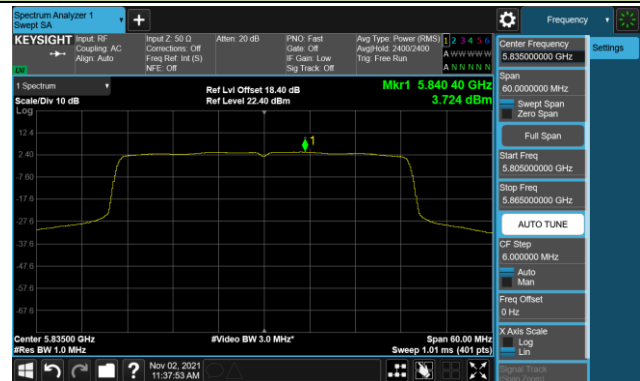 Spectrum Analyzer 1
Swept SA
Frequency
KEYSIGHT
Input: RF
Coupling: AC
Align: Auto
Input Z: 50 Ω
Corrections: Off
Freq Ref: Int (S)
NFE: Off
Atten: 20 dB
PNO: Fast
Gate: Off
IF Gain: Low
Sig Track: Off
Avg Type: Power (RMS)
Avg|Hold: 2400/2400
Trig: Free Run
1 2 3 4 5 6
A W W W W W
A N N N N N
1 Spectrum
Scale/Div 10 dB
Log
Ref Lvl Offset 18.40 dB
Ref Level 22.40 dBm
Mkr1 5.840 40 GHz
3.724 dBm
1
12.4
2.40
-7.60
-17.6
-27.6
-37.6
-47.6
-57.6
-67.6
Center 5.83500 GHz
#Res BW 1.0 MHz
#Video BW 3.0 MHz*
Span 60.00 MHz
Sweep 1.01 ms (401 pts)
Nov 02, 2021
11:37:53 AM
Center Frequency
5.835000000 GHz
Span
60.0000000 MHz
Swept Span
Zero Span
Full Span
Start Freq
5.805000000 GHz
Stop Freq
5.865000000 GHz
AUTO TUNE
CF Step
6.000000 MHz
Auto
Man
Freq Offset
0 Hz
X Axis Scale
Log
Lin
Signal Track
(Span Zoom)
Settings